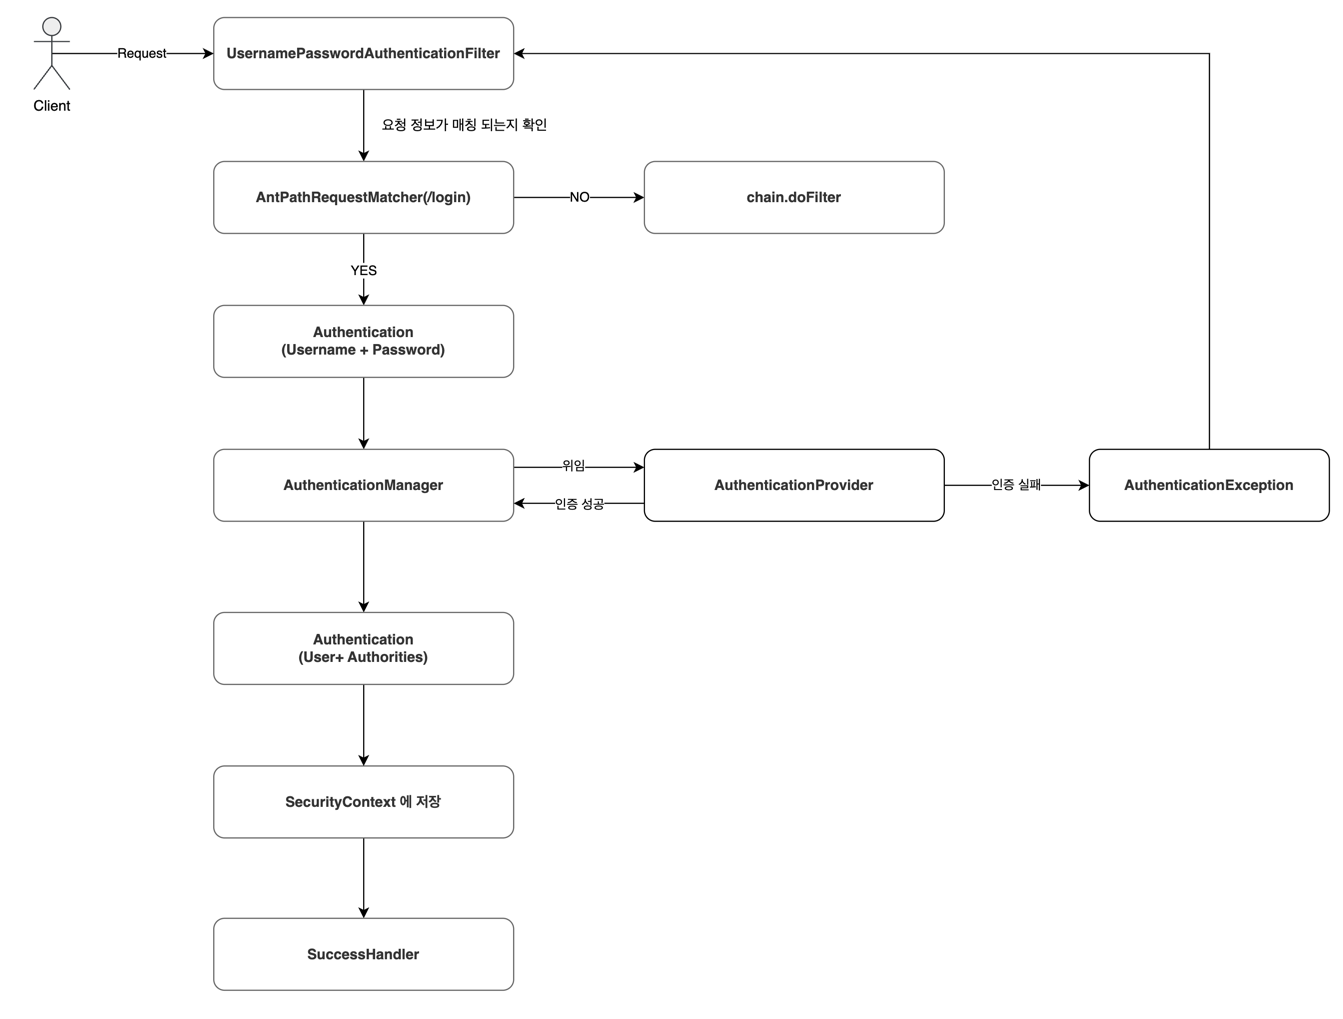 Request
UsernamePasswordAuthenticationFilter
Client
요청 정보가 매칭 되는지 확인
AntPathRequestMatcher(/login)
NO
chain.doFilter
YES
Authentication
(Username + Password)
AuthenticationManager
위임
인증 성공
AuthenticationProvider
인증 실패
AuthenticationException
Authentication
(User+ Authorities)
SecurityContext 에 저장
SuccessHandler